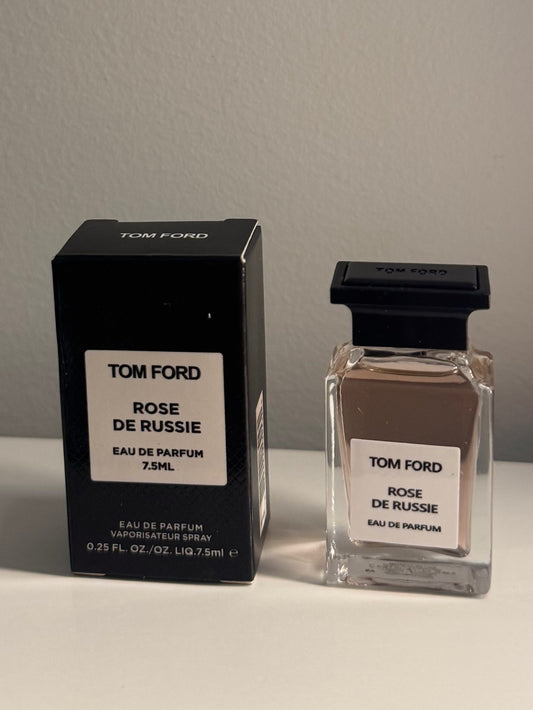 TOM FORD
TOM FORD
ROSE
DE RUSSIE
EAU DE PARFUM
7.5ML
EAU DE PARFUM
VAPORISATEUR SPRAY
0.25 FL. OZ./OZ. LIQ.7.5ml ℮
TOM FORD
TOM FORD
ROSE
DE RUSSIE
EAU DE PARFUM